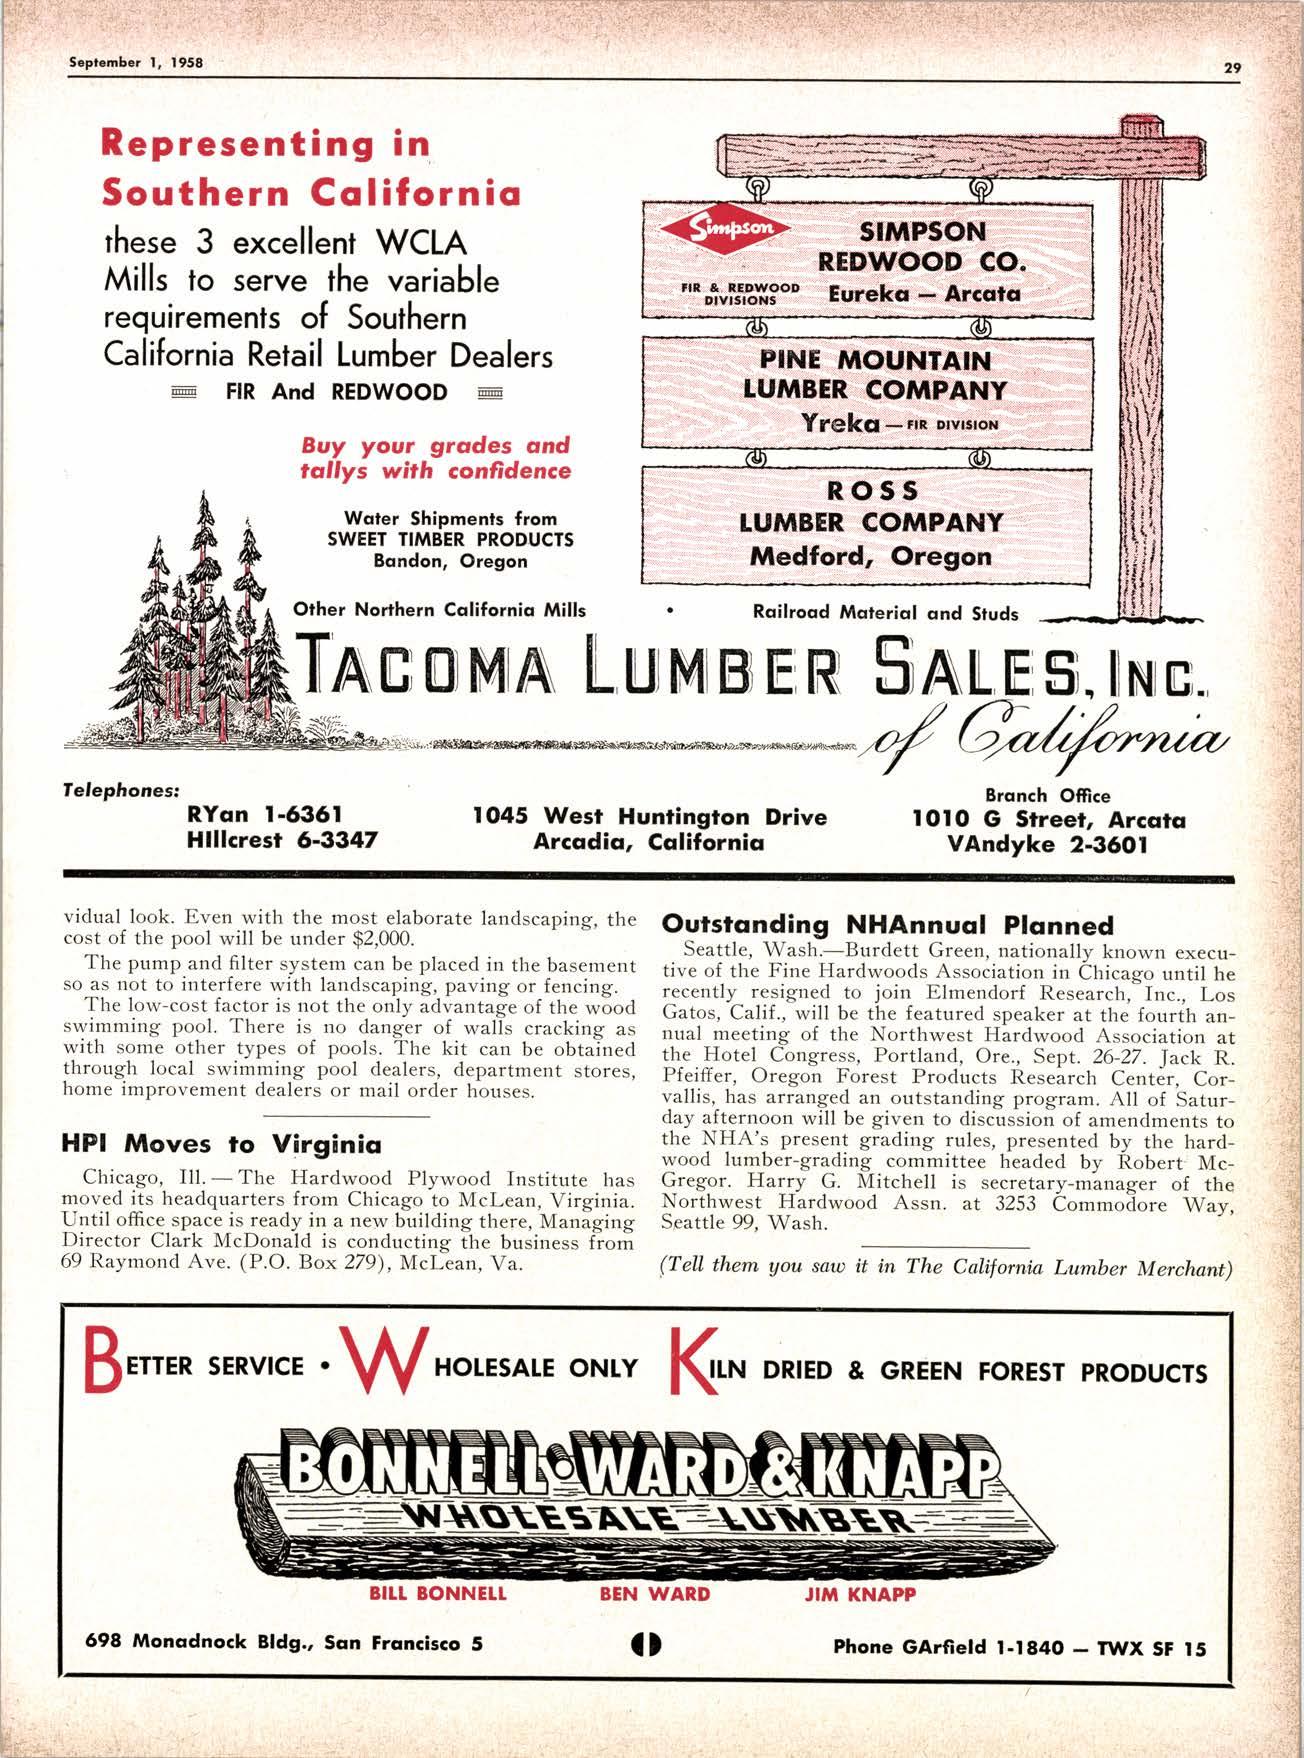 September 1, 1958
29
Representing in
Southern California
these 3 excellent WCLA
Mills to serve the variable
requirements of Southern
California Retail Lumber Dealers
FIR And REDWOOD
Buy your grades and
tallys with confidence
Water Shipments from
SWEET TIMBER PRODUCTS
Bandon, Oregon
Simpson
FIR & REDWOOD
DIVISIONS
SIMPSON
REDWOOD CO.
Eureka — Arcata
PINE MOUNTAIN
LUMBER COMPANY
Yreka — FIR DIVISION
ROSS
LUMBER COMPANY
Medford, Oregon
Other Northern California Mills • Railroad Material and Studs
TACOMA LUMBER SALES, INC.
of California
Telephones:
RYan 1-6361
HIllcrest 6-3347
1045 West Huntington Drive
Arcadia, California
Branch Office
1010 G Street, Arcata
VAndyke 2-3601
vidual look. Even with the most elaborate landscaping, the
cost of the pool will be under $2,000.
The pump and filter system can be placed in the basement
so as not to interfere with landscaping, paving or fencing.
The low-cost factor is not the only advantage of the wood
swimming pool. There is no danger of walls cracking as
with some other types of pools. The kit can be obtained
through local swimming pool dealers, department stores,
home improvement dealers or mail order houses.
HPI Moves to Virginia
Chicago, Ill. — The Hardwood Plywood Institute has
moved its headquarters from Chicago to McLean, Virginia.
Until office space is ready in a new building there, Managing
Director Clark McDonald is conducting the business from
69 Raymond Ave. (P.O. Box 279), McLean, Va.
Outstanding NHAnnual Planned
Seattle, Wash.—Burdett Green, nationally known execu-
tive of the Fine Hardwoods Association in Chicago until he
recently resigned to join Elmendorf Research, Inc., Los
Gatos, Calif., will be the featured speaker at the fourth an-
nual meeting of the Northwest Hardwood Association at
the Hotel Congress, Portland, Ore., Sept. 26-27. Jack R.
Pfeiffer, Oregon Forest Products Research Center, Cor-
vallis, has arranged an outstanding program. All of Satur-
day afternoon will be given to discussion of amendments to
the NHA's present grading rules, presented by the hard-
wood lumber-grading committee headed by Robert Mc-
Gregor. Harry G. Mitchell is secretary-manager of the
Northwest Hardwood Assn. at 3253 Commodore Way,
Seattle 99, Wash.
(Tell them you saw it in The California Lumber Merchant)
BETTER SERVICE • WHOLESALE ONLY KILN DRIED & GREEN FOREST PRODUCTS
BONNELL•WARD & KNAPP
WHOLESALE LUMBER
BILL BONNELL BEN WARD JIM KNAPP
698 Monadnock Bldg., San Francisco 5
Phone GArfield 1-1840 — TWX SF 15